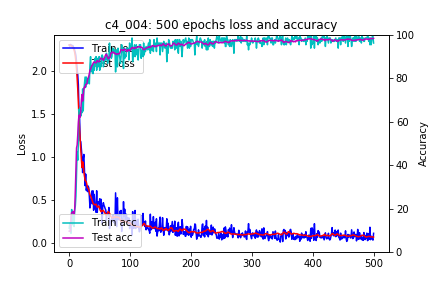 c4_004: 500 epochs loss and accuracy
Train loss
Test loss
Train acc
Test acc
Loss
2.0
1.5
1.0
0.5
0.0
Accuracy
100
80
60
40
20
0
0
100
200
300
400
500